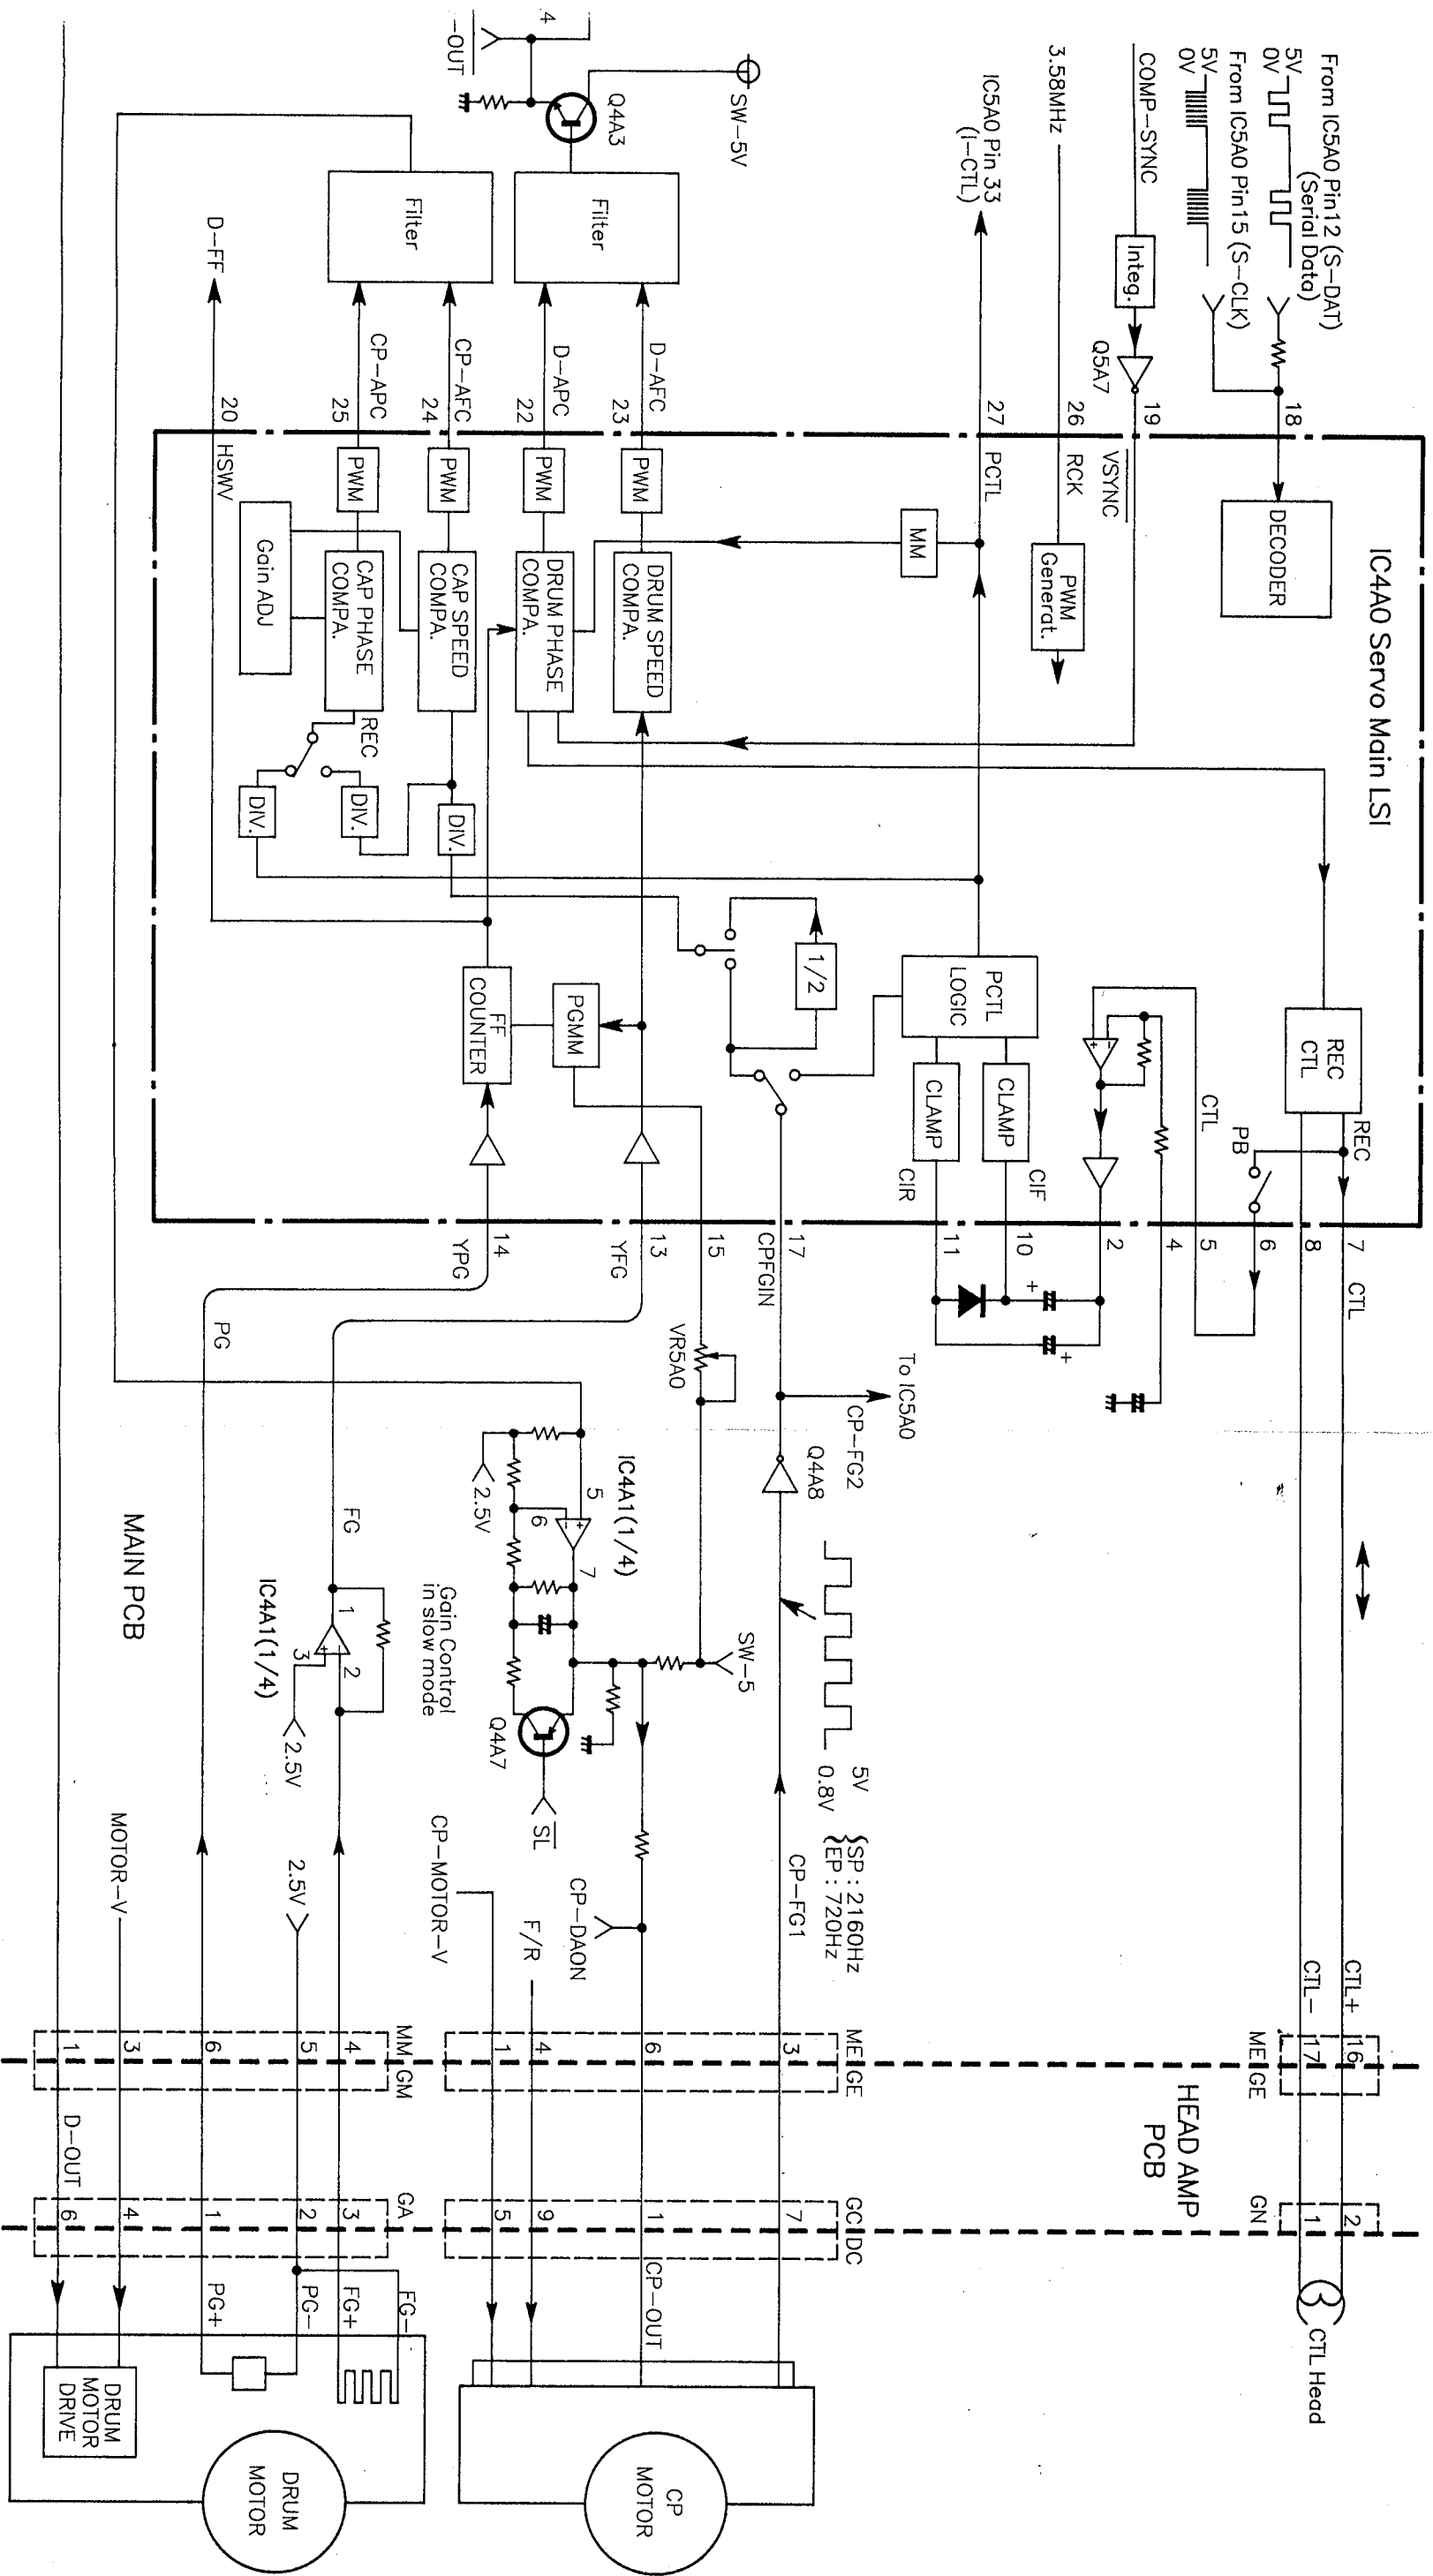 IC4A0 Servo Main LSI
From IC5A0 Pin12 (S-DAT)
(Serial Data)
5V
0V
From IC5A0 Pin15 (S-CLK)
5V
0V
COMP-SYNC
Integ.
Q5A7
3.58MHz
IC5A0 Pin 33
(I-CTL)
18
19
26
27
DECODER
VSYNC
RCK
PWM
Generat.
PCTL
MM
SW-5V
Q4A3
4
-OUT
Filter
Filter
D-AFC
D-APC
CP-AFC
CP-APC
D-FF
23
22
24
25
20
HSWV
PWM
PWM
PWM
PWM
DRUM SPEED
COMPA.
DRUM PHASE
COMPA.
CAP SPEED
COMPA.
CAP PHASE
COMPA.
Gain ADJ
REC
DIV.
DIV.
DIV.
1/2
PCTL
LOGIC
CLAMP
CLAMP
CIF
CIR
PGMM
FF
COUNTER
REC
CTL
REC
PB
CTL
7
8
6
5
4
2
10
11
17
15
13
14
CTL
CPFGIN
YFG
YPG
VR5A0
To IC5A0
CP-FG2
Q4A8
5V
0.8V
SP : 2160Hz
EP : 720Hz
CP-FG1
SW-5
IC4A1(1/4)
5
6
7
2.5V
Gain Control
in slow mode
Q4A7
SL
CP-DAON
F/R
CP-MOTOR-V
PG
FG
1
2
3
IC4A1(1/4)
2.5V
2.5V
MOTOR-V
MAIN PCB
CTL+
CTL-
16
17
ME
GE
HEAD AMP
PCB
GN
2
1
CTL Head
ME
GE
3
6
4
1
GC
DC
7
1
9
5
CP-OUT
CP
MOTOR
MM
GM
4
5
6
3
1
D-OUT
GA
3
2
1
4
6
FG-
FG+
PG-
PG+
DRUM
MOTOR
DRIVE
DRUM
MOTOR